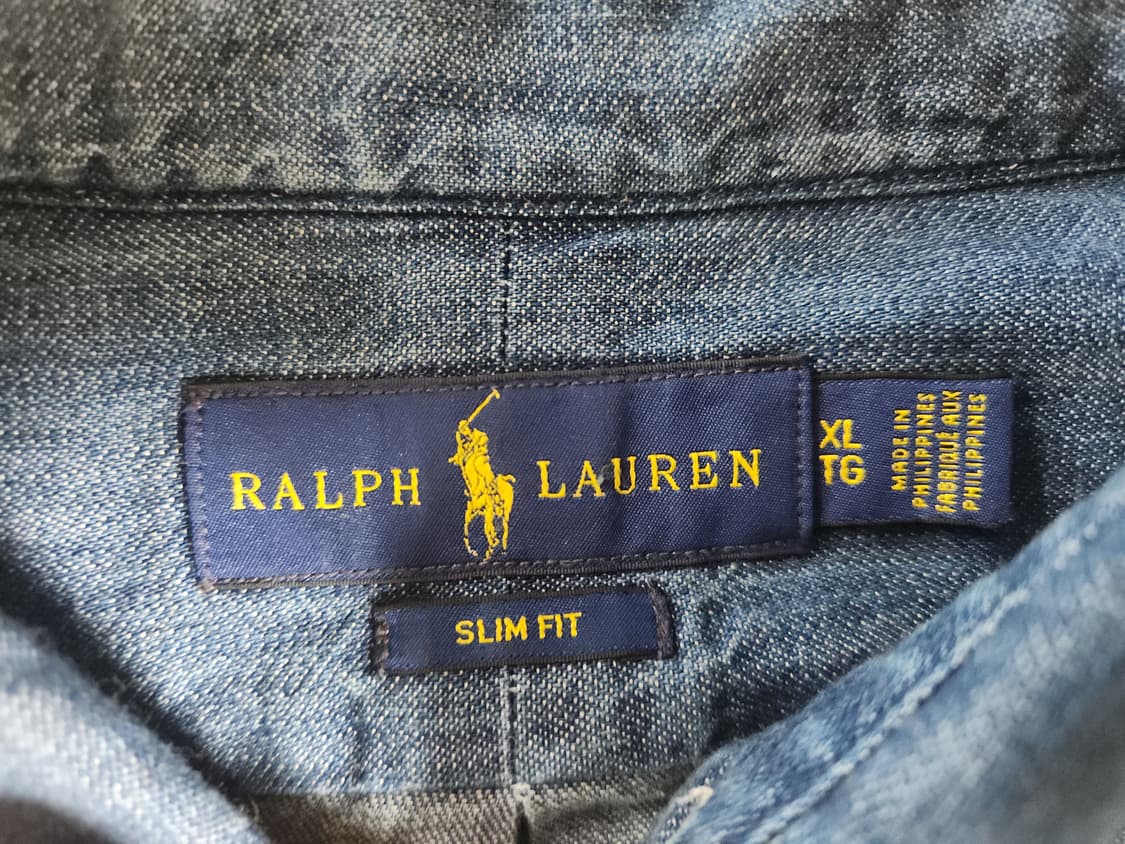 RALPH LAUREN
XL
TG
MADE IN
PHILIPPINES
FABRIQUÉ AUX
PHILIPPINES
SLIM FIT